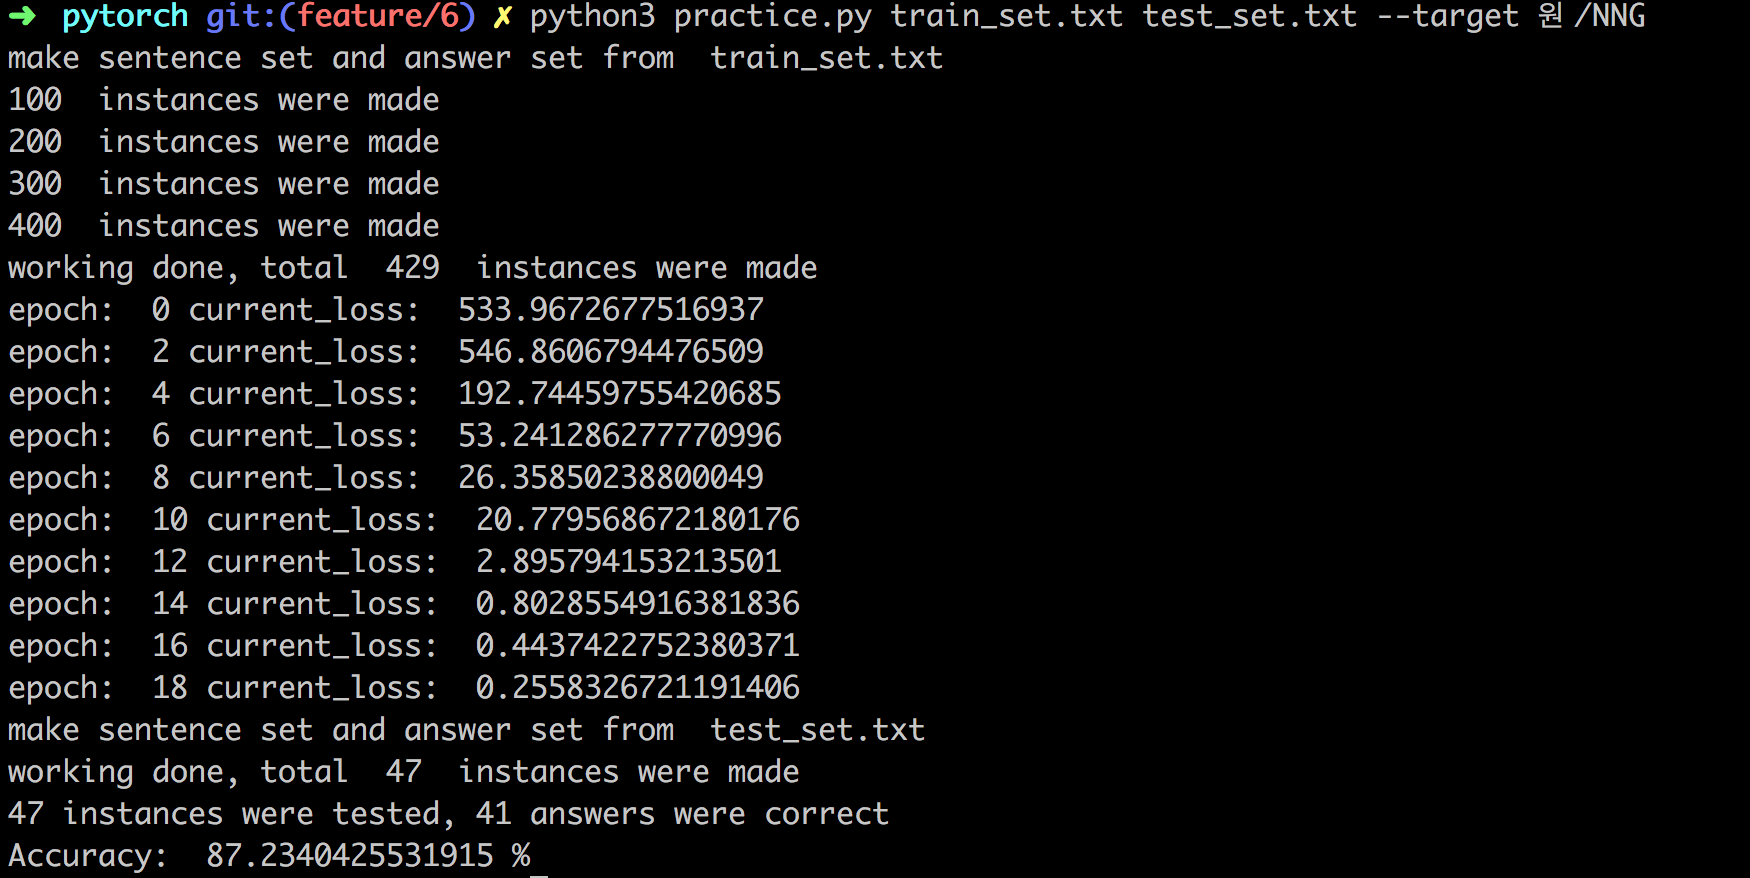 ➜ pytorch git:(feature/6) ✗ python3 practice.py train_set.txt test_set.txt --target 원/NNG
make sentence set and answer set from  train_set.txt
100  instances were made
200  instances were made
300  instances were made
400  instances were made
working done, total  429  instances were made
epoch:  0 current_loss:  533.9672677516937
epoch:  2 current_loss:  546.8606794476509
epoch:  4 current_loss:  192.74459755420685
epoch:  6 current_loss:  53.241286277770996
epoch:  8 current_loss:  26.35850238800049
epoch:  10 current_loss:  20.779568672180176
epoch:  12 current_loss:  2.895794153213501
epoch:  14 current_loss:  0.8028554916381836
epoch:  16 current_loss:  0.4437422752380371
epoch:  18 current_loss:  0.2558326721191406
make sentence set and answer set from  test_set.txt
working done, total  47  instances were made
47 instances were tested, 41 answers were correct
Accuracy:  87.2340425531915 %